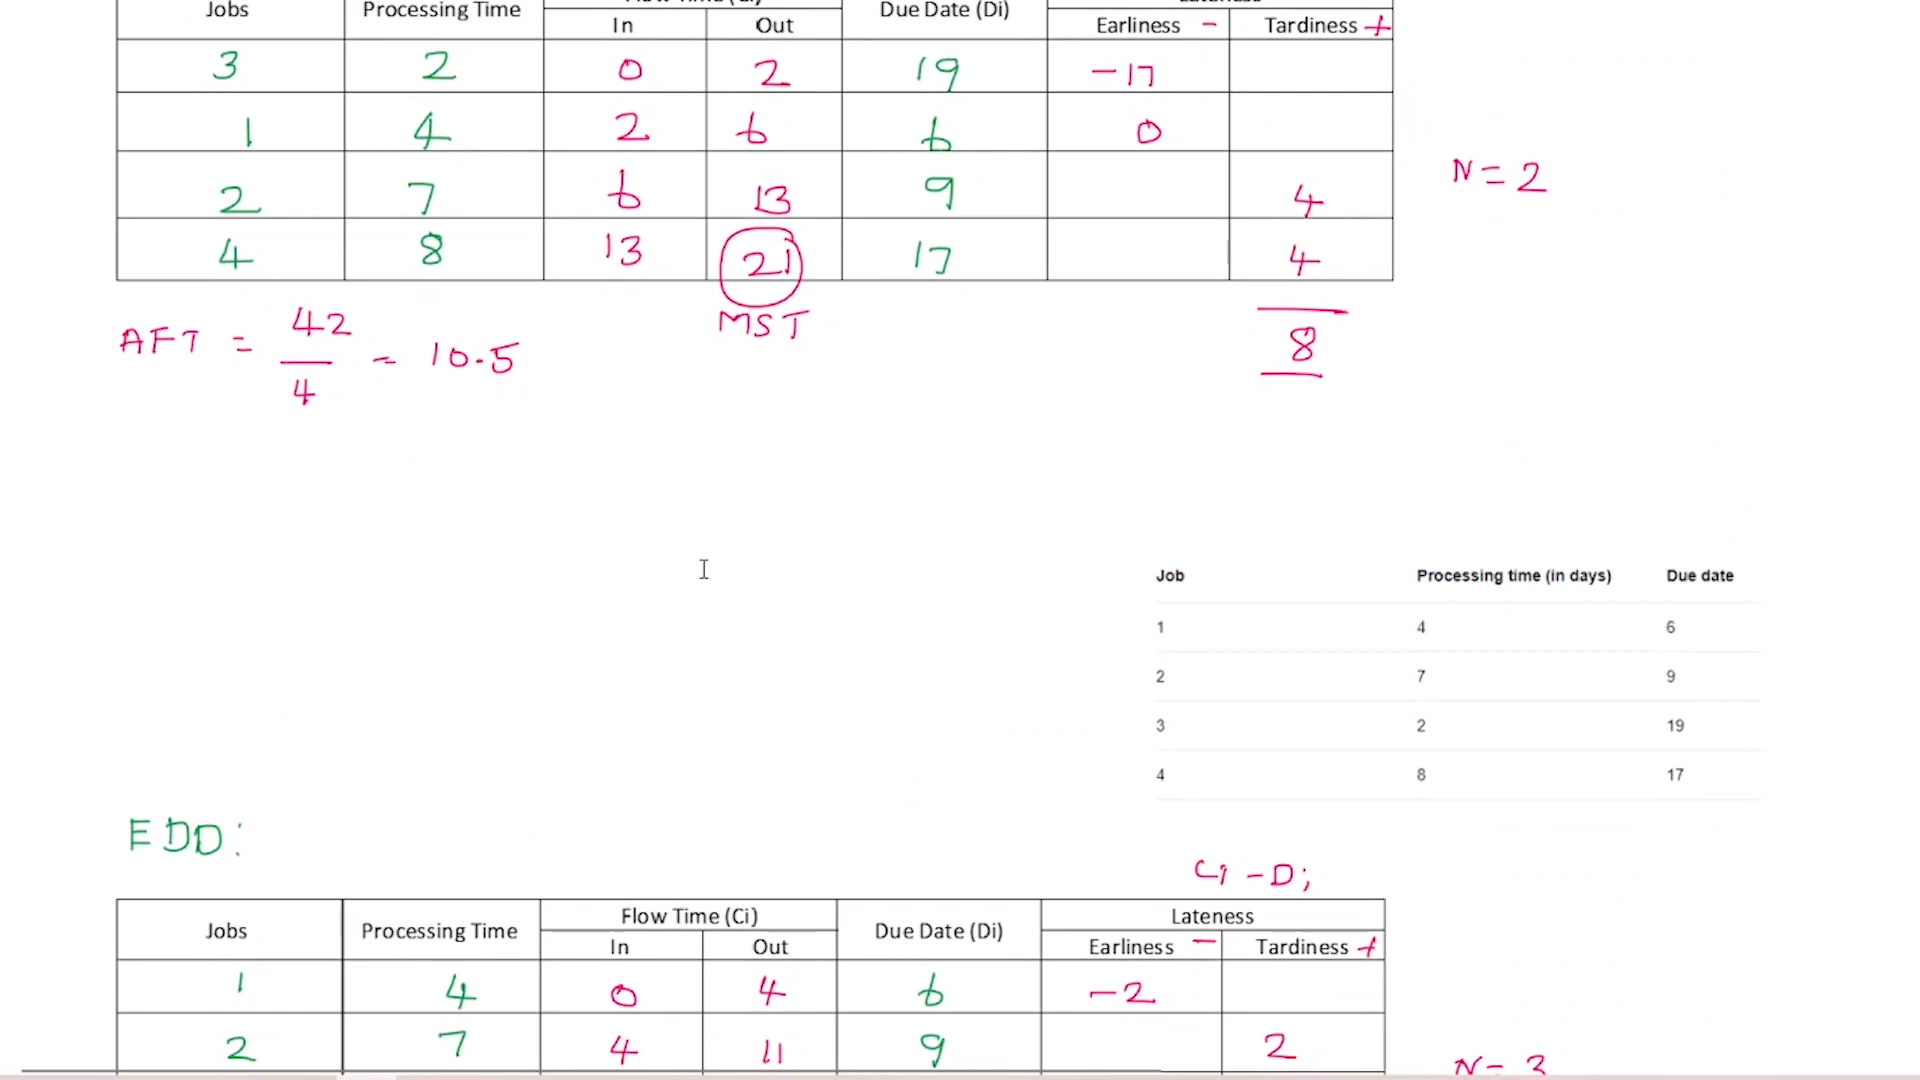 Jobs Processing Time Due Date (Di)
In Out Earliness - Tardiness +
3 2 0 2 19 -17
1 4 2 6 6 0
2 7 6 13 9 4
N = 2
4 8 13 21 17 4
MST
AFT = 42/4 = 10.5
8
Job Processing time (in days) Due date
1 4 6
2 7 9
3 2 19
4 8 17
EDD:
Ci - Di
Jobs Processing Time Flow Time (Ci) Due Date (Di) Lateness
In Out Earliness - Tardiness +
1 4 0 4 6 -2
2 7 4 11 9 2
N = 3